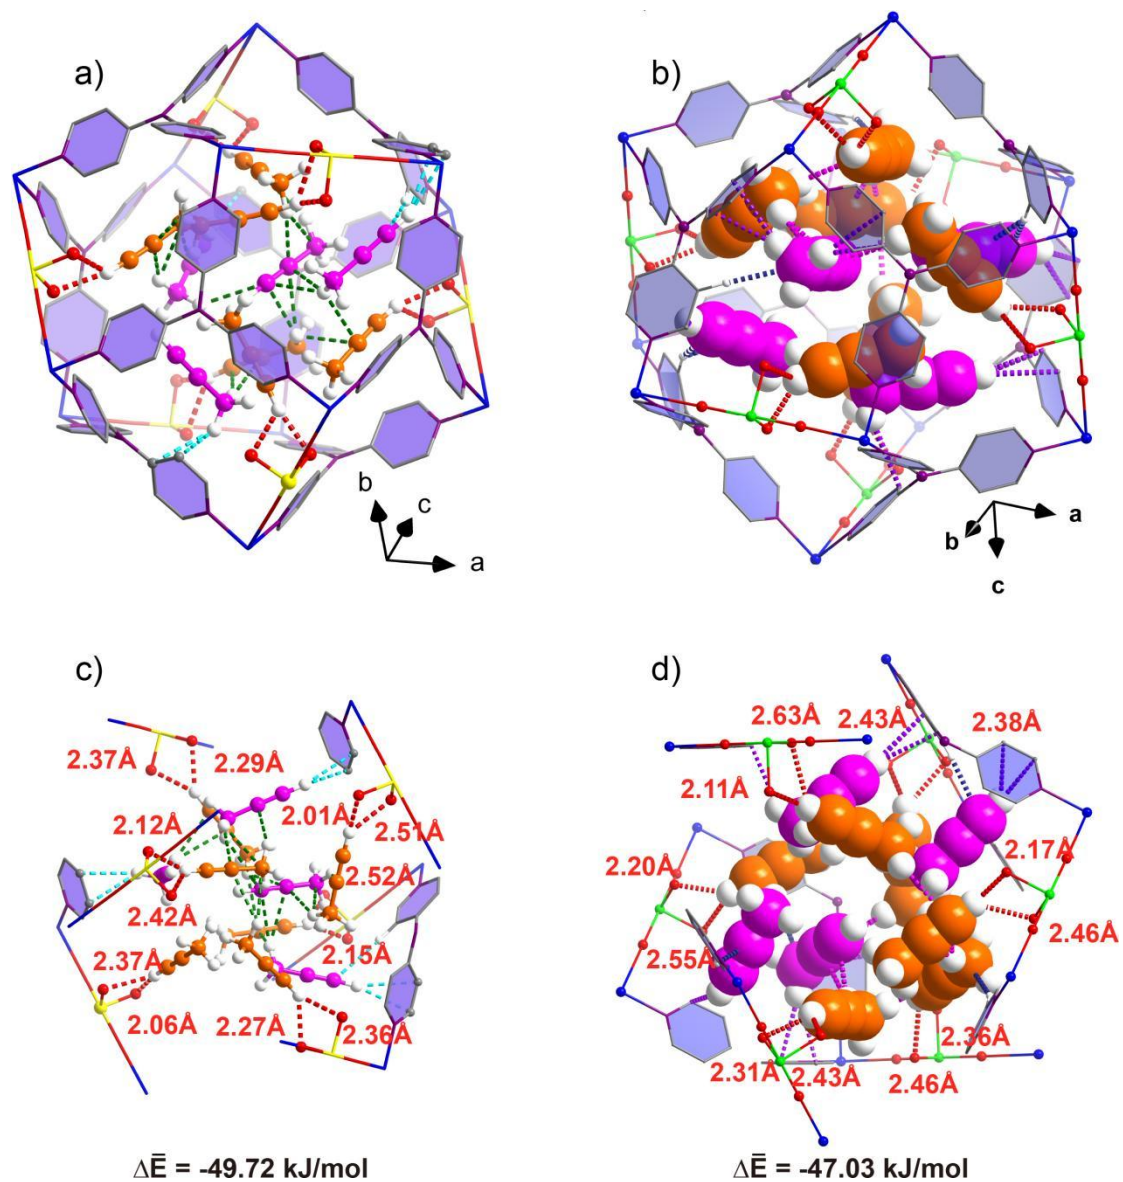 a)
b)
b
c
a
a
b
c
c)
d)
2.63Å
2.43Å
2.38Å
2.37Å
2.29Å
2.11Å
2.01Å
2.51Å
2.12Å
2.17Å
2.20Å
2.52Å
2.42Å
2.46Å
2.37Å
2.15Å
2.55Å
2.06Å
2.27Å
2.36Å
2.36Å
2.31Å
2.43Å
2.46Å
ΔĒ = -49.72 kJ/mol
ΔĒ = -47.03 kJ/mol